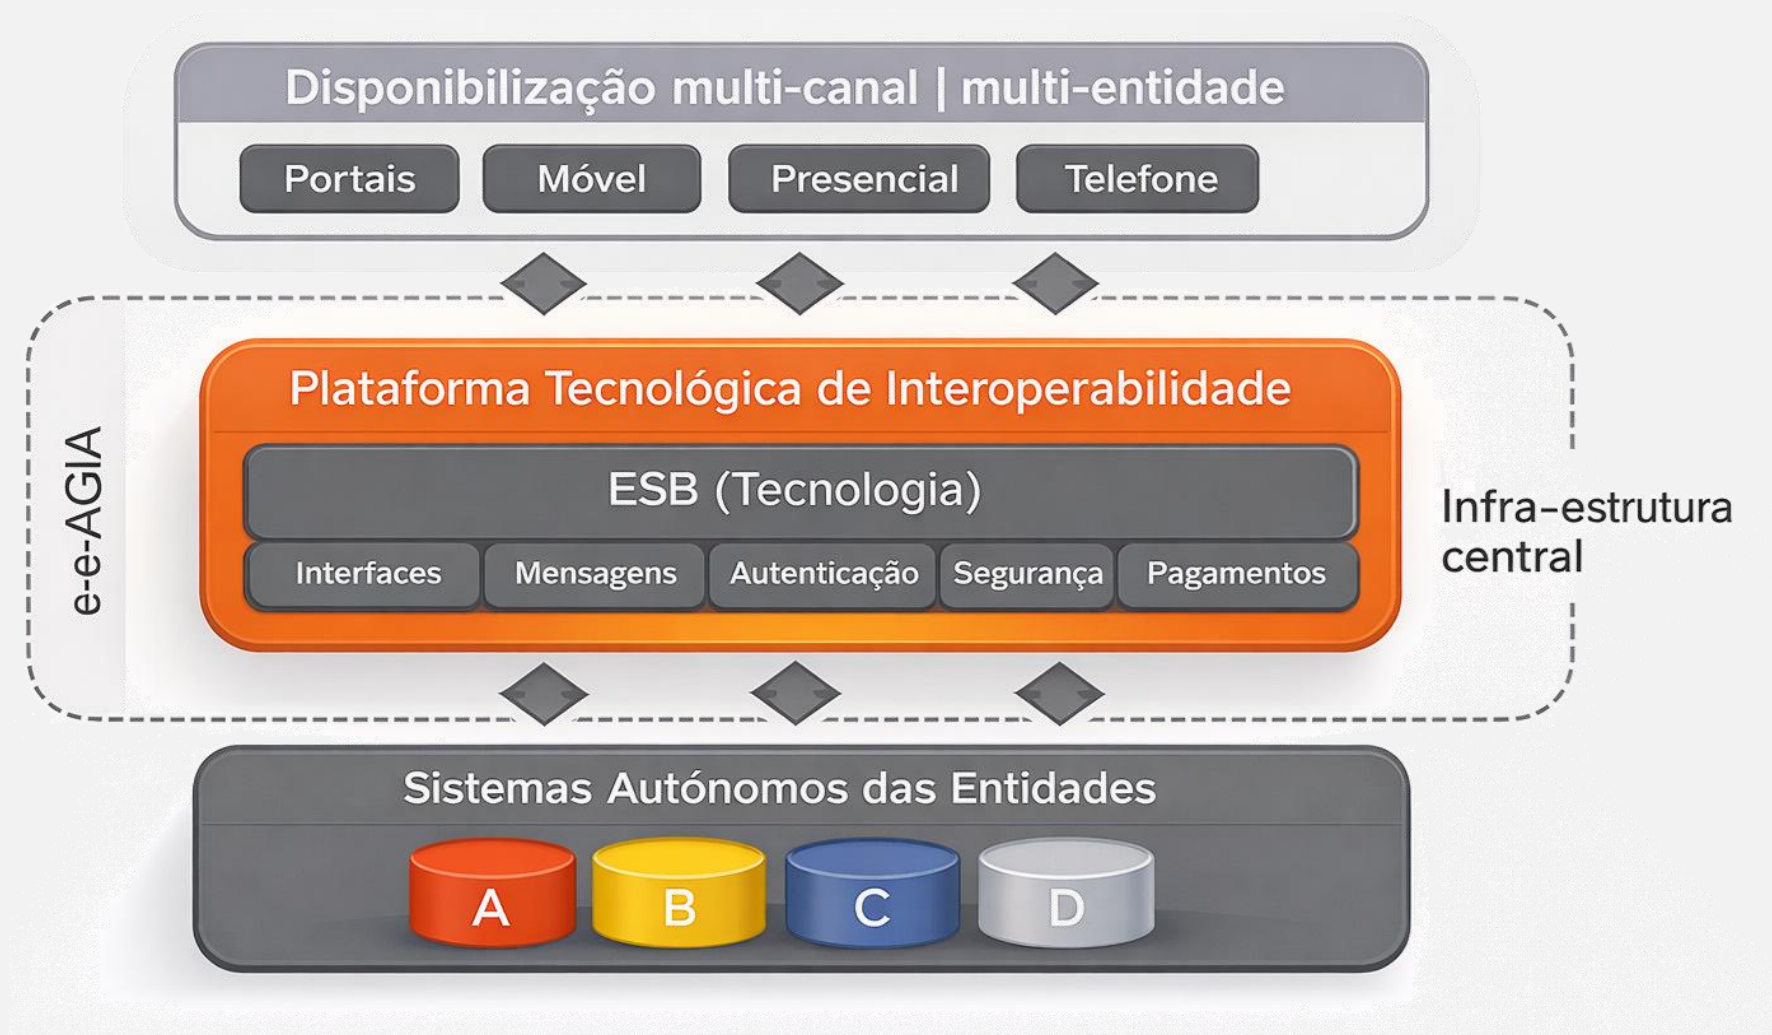 Disponibilização multi-canal | multi-entidade
Portais Móvel Presencial Telefone
Plataforma Tecnológica de Interoperabilidade
ESB (Tecnologia)
Interfaces Mensagens Autenticação Segurança Pagamentos
e-e-AGIA
Infra-estrutura
central
Sistemas Autónomos das Entidades
A B C D